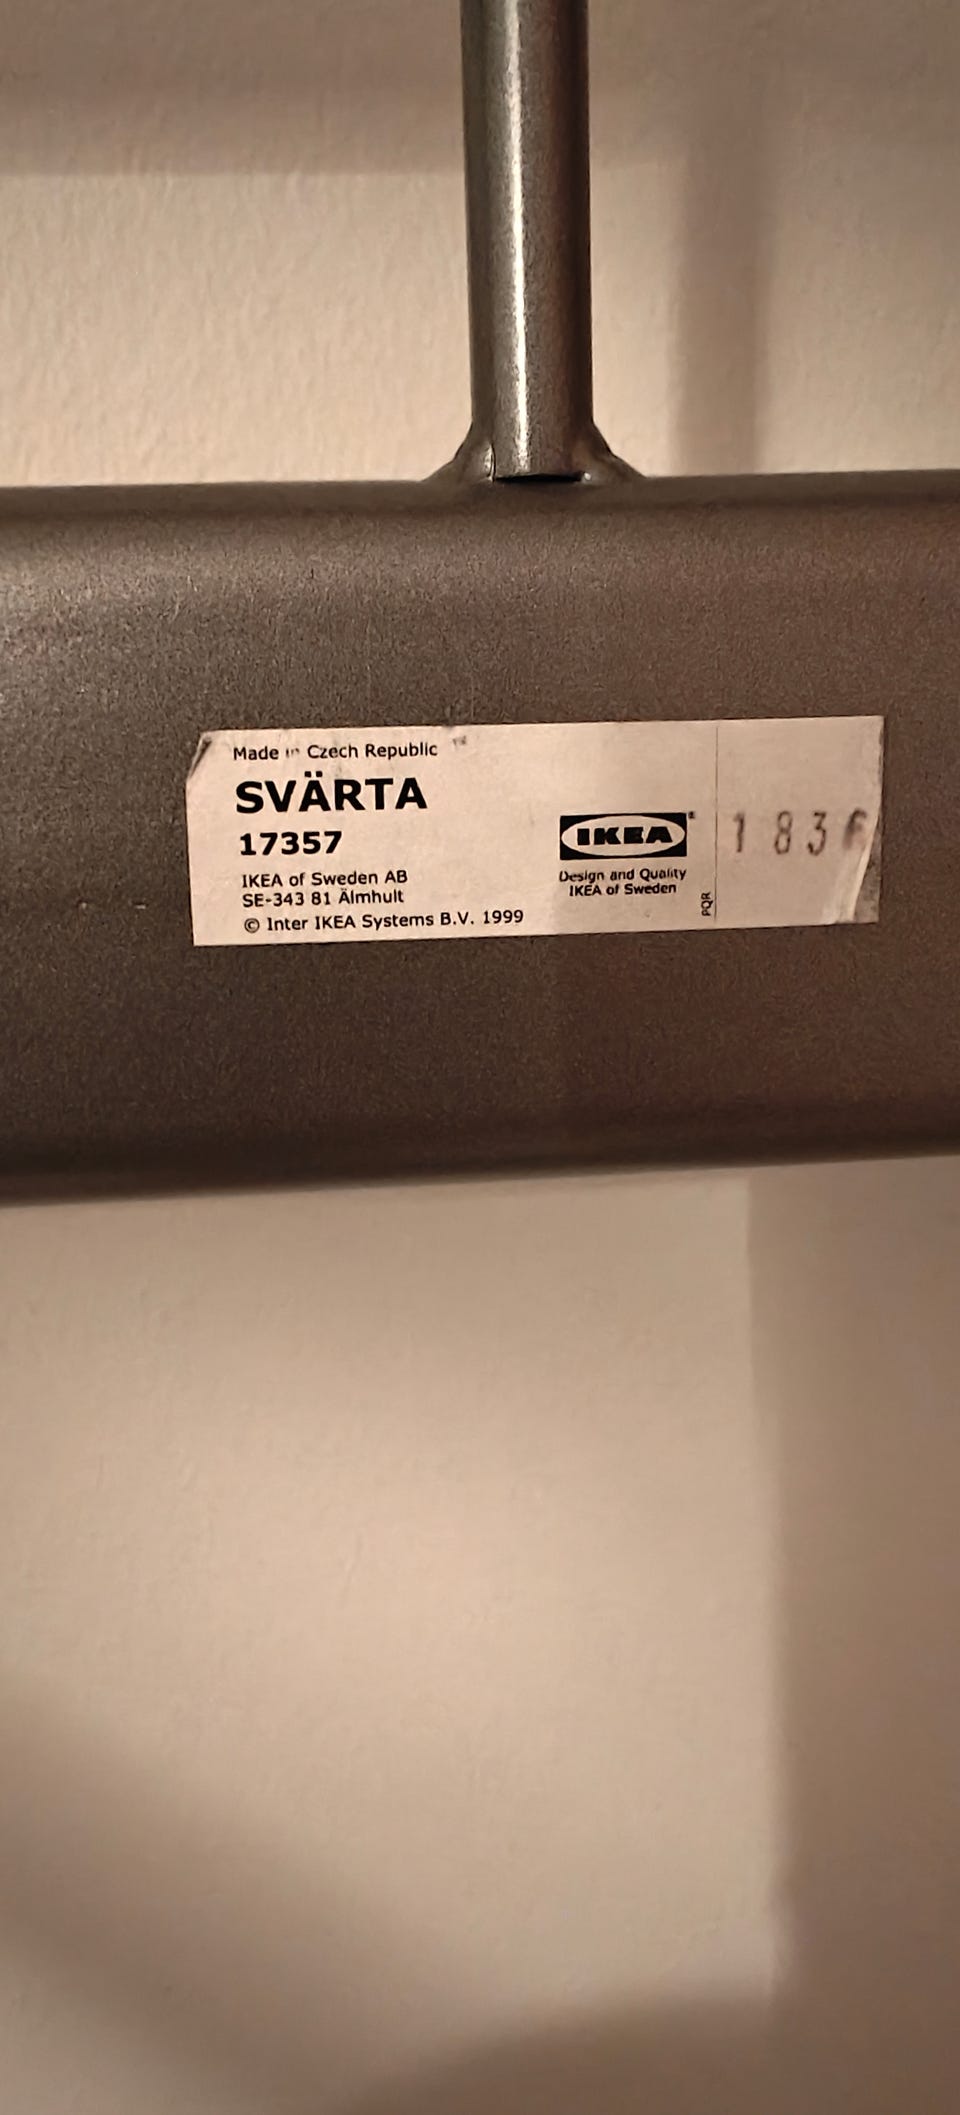 Made in Czech Republic
SVÄRTA
17357
IKEA of Sweden AB
SE-343 81 Älmhult
© Inter IKEA Systems B.V. 1999
IKEA®
Design and Quality
IKEA of Sweden
PQR